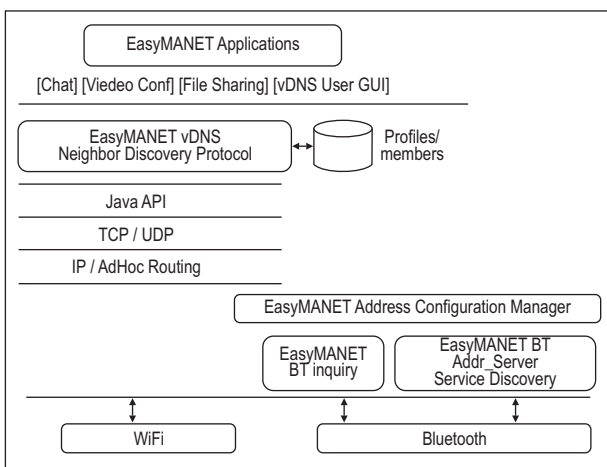 EasyMANET Applications
[Chat] [Viedeo Conf] [File Sharing] [vDNS User GUI]
EasyMANET vDNS
Neighbor Discovery Protocol
Profiles/
members
Java API
TCP / UDP
IP / AdHoc Routing
EasyMANET Address Configuration Manager
EasyMANET
BT inquiry
EasyMANET BT
Addr_Server
Service Discovery
WiFi
Bluetooth